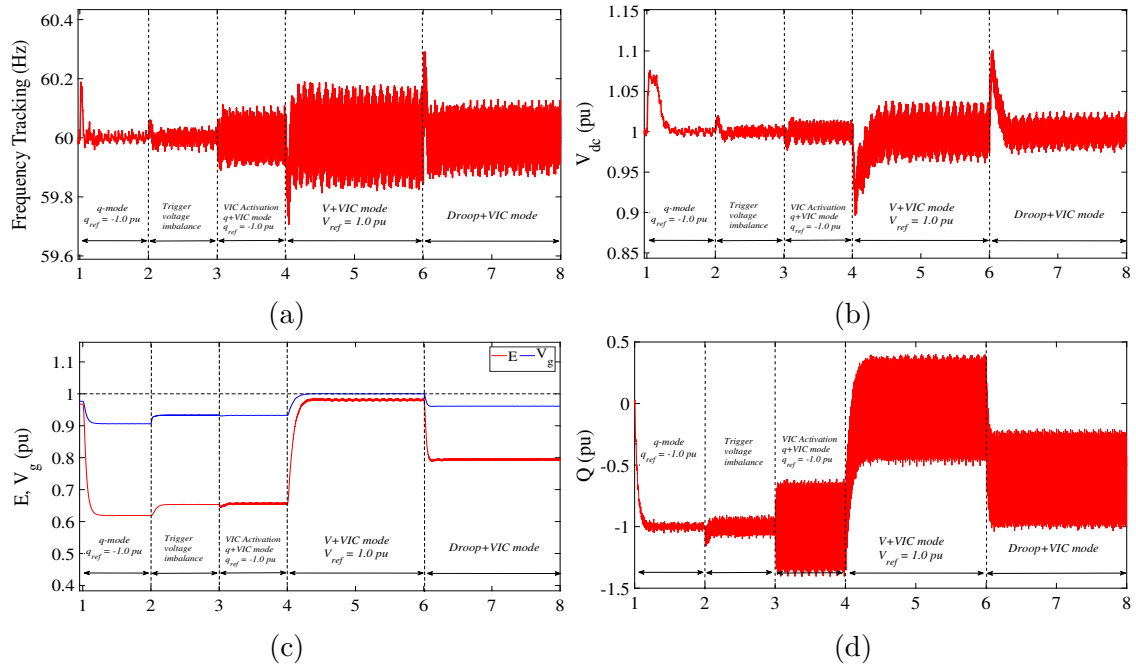 60.4
60.2
60
59.8
59.6
Frequency Tracking (Hz)
q-mode
q_ref = -1.0 pu
Trigger
voltage
imbalance
VIC Activation
q+VIC mode
q_ref = -1.0 pu
V+VIC mode
V_ref = 1.0 pu
Droop+VIC mode
1 2 3 4 5 6 7 8
(a)
1.15
1.1
1.05
1
0.95
0.9
0.85
V_dc (pu)
q-mode
q_ref = -1.0 pu
Trigger
voltage
imbalance
VIC Activation
q+VIC mode
q_ref = -1.0 pu
V+VIC mode
V_ref = 1.0 pu
Droop+VIC mode
1 2 3 4 5 6 7 8
(b)
1.1
1
0.9
0.8
0.7
0.6
0.5
0.4
E, V_g (pu)
E V_g
q-mode
q_ref = -1.0 pu
Trigger
voltage
imbalance
VIC Activation
q+VIC mode
q_ref = -1.0 pu
V+VIC mode
V_ref = 1.0 pu
Droop+VIC mode
1 2 3 4 5 6 7 8
(c)
0.5
0
-0.5
-1
-1.5
Q (pu)
q-mode
q_ref = -1.0 pu
Trigger
voltage
imbalance
VIC Activation
q+VIC mode
q_ref = -1.0 pu
V+VIC mode
V_ref = 1.0 pu
Droop+VIC mode
1 2 3 4 5 6 7 8
(d)